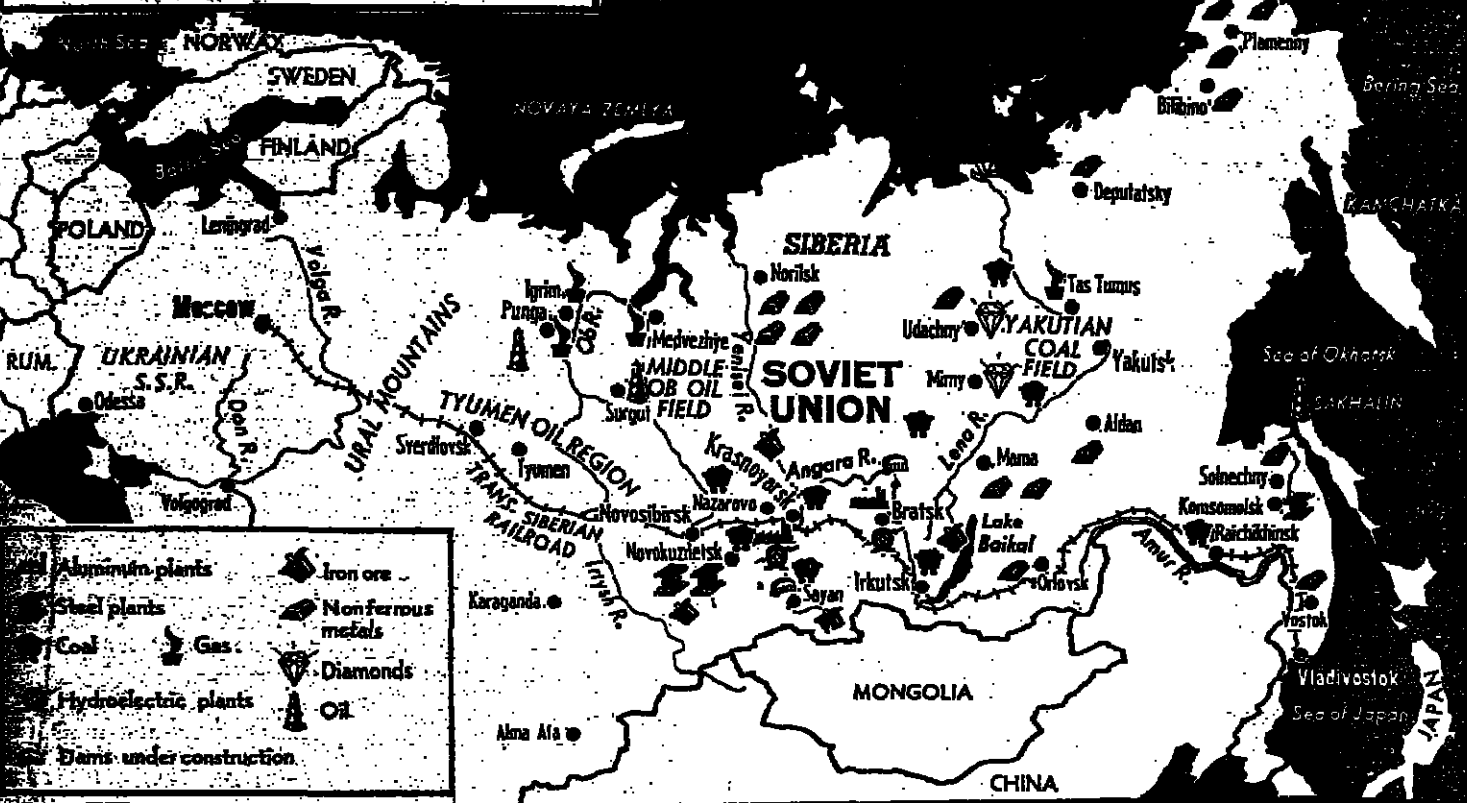 North Sea
NORWAY
SWEDEN
FINLAND
Baltic Sea
POLAND
RUM.
Leningrad
Volga R.
Moscow
UKRAINIAN
S.S.R.
Odessa
Don R.
Volgograd
URAL MOUNTAINS
NOVAYA ZEMLYA
Igrim
Punga
Ob R.
Medvezhye
MIDDLE
OB OIL
FIELD
Surgut
TYUMEN OIL REGION
Sverdlovsk
Tyumen
TRANS. SIBERIAN
RAILROAD
Irtysh R.
Karaganda
Alma Ata
Novosibirsk
Novokuznetsk
Nazarovo
Krasnoyarsk
Yenisei R.
Norilsk
SIBERIA
SOVIET
UNION
Angara R.
Bratsk
Sayan
Irkutsk
Lake
Baikal
Lena R.
Mama
Udachny
Mirny
YAKUTIAN
COAL
FIELD
Tas Tumus
Yakutsk
Aldan
Deputatsky
Plamenny
Bilibino
Bering Sea
KAMCHATKA
Sea of Okhotsk
SAKHALIN
Solnechny
Komsomolsk
Raichikhinsk
Orlovsk
Amur R.
Vostok
Vladivostok
Sea of Japan
JAPAN
MONGOLIA
CHINA
Aluminum plants
Steel plants
Coal
Gas
Hydroelectric plants
Dams under construction
Iron ore
Nonferrous
metals
Diamonds
Oil